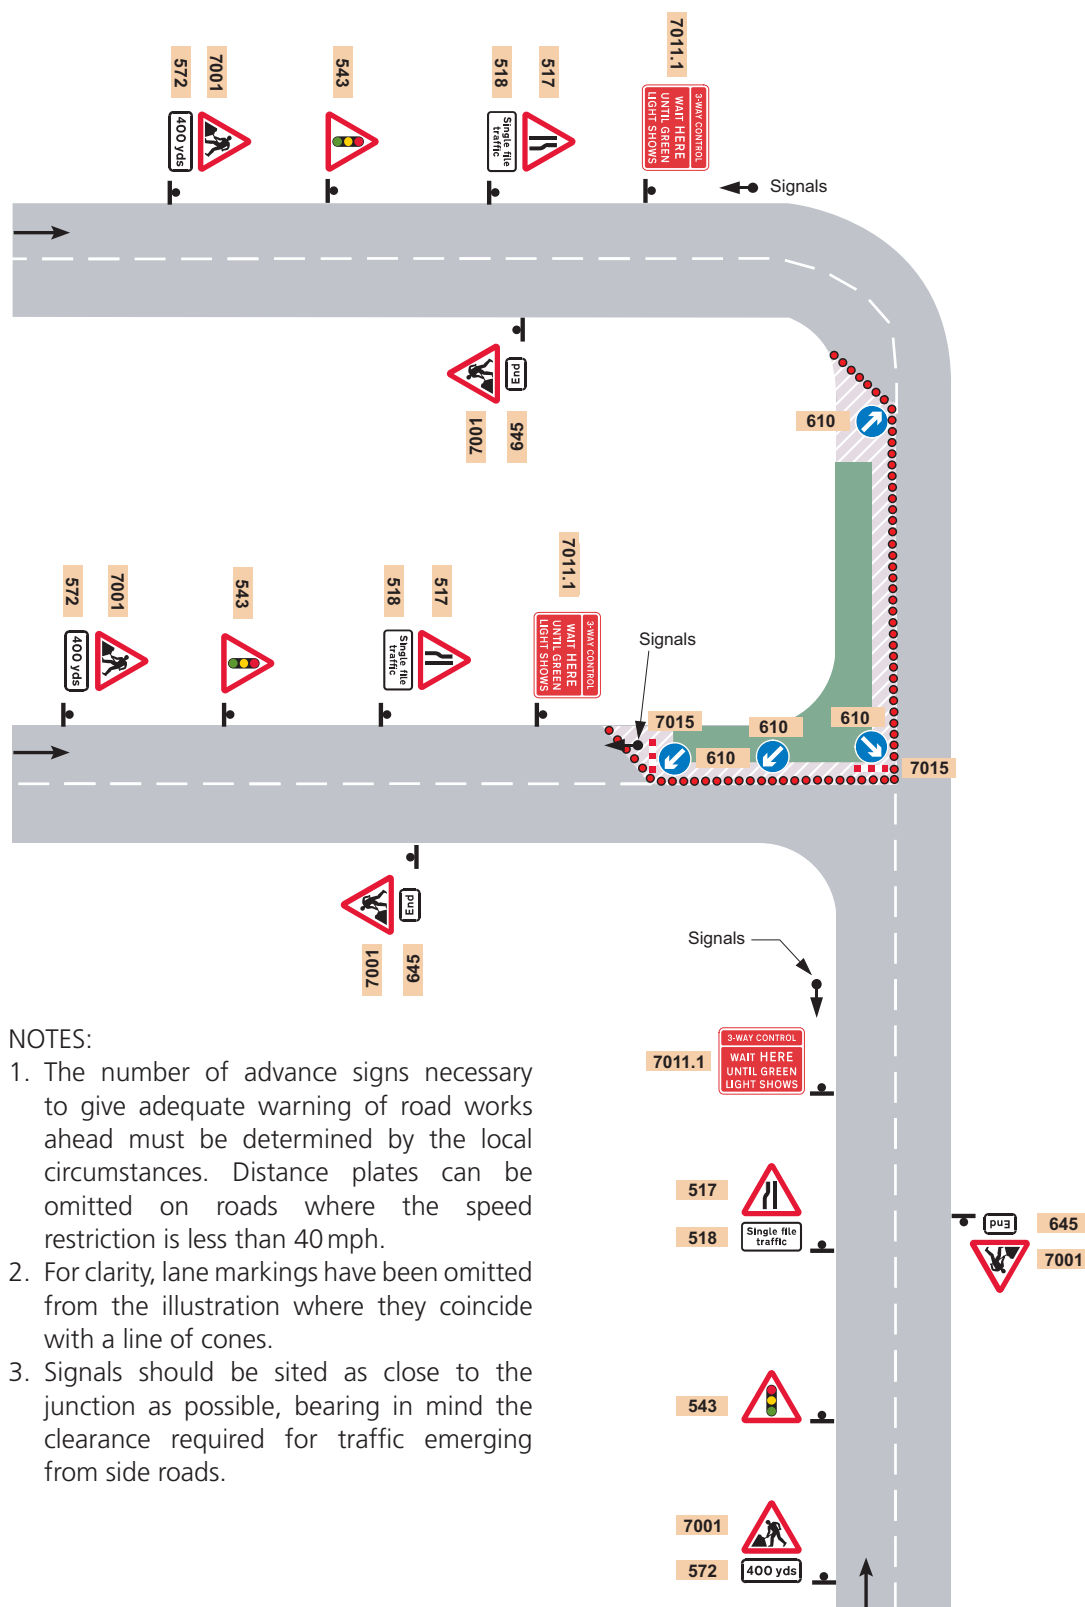 572
7001
543
518
517
7011.1
400 yds
Single file
traffic
3-WAY CONTROL
WAIT HERE
UNTIL GREEN
LIGHT SHOWS
Signals
End
7001
645
610
572
7001
543
518
517
7011.1
400 yds
Single file
traffic
3-WAY CONTROL
WAIT HERE
UNTIL GREEN
LIGHT SHOWS
Signals
7015
610
610
610
7015
End
7001
645
Signals
NOTES:
1. The number of advance signs necessary
to give adequate warning of road works
ahead must be determined by the local
circumstances. Distance plates can be
omitted on roads where the speed
restriction is less than 40 mph.
2. For clarity, lane markings have been omitted
from the illustration where they coincide
with a line of cones.
3. Signals should be sited as close to the
junction as possible, bearing in mind the
clearance required for traffic emerging
from side roads.
7011.1
3-WAY CONTROL
WAIT HERE
UNTIL GREEN
LIGHT SHOWS
517
518
Single file
traffic
End
645
7001
543
7001
572
400 yds